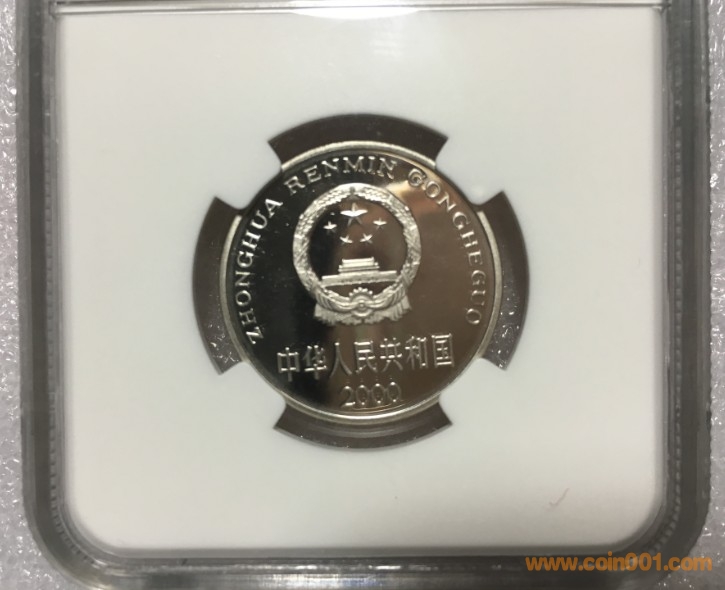 ZHONGHUA RENMIN GONGHEGUO
中华人民共和国
2000
www.coin001.com